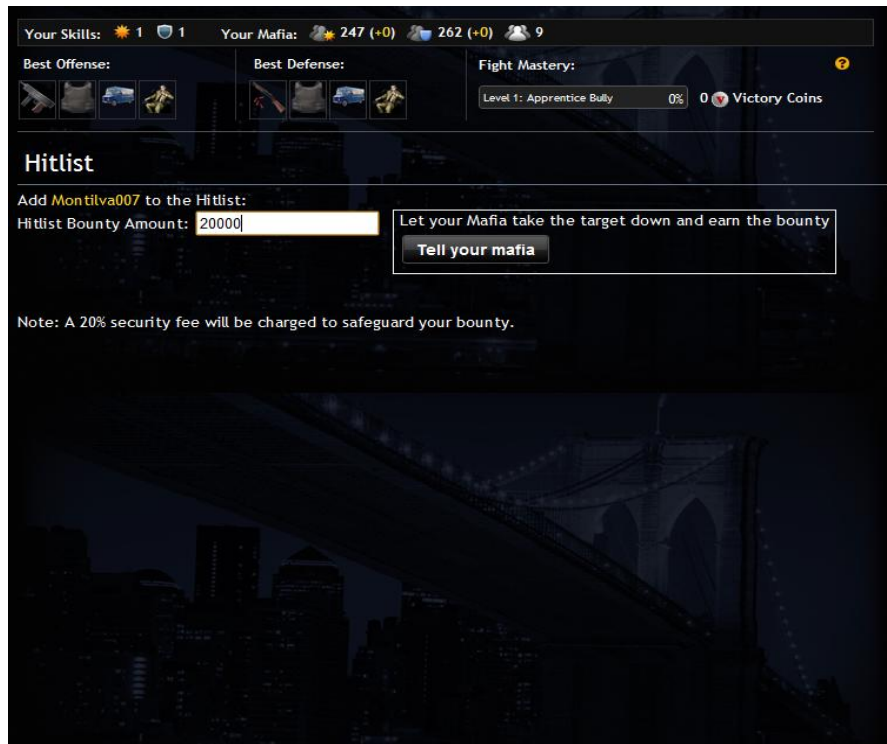 Your Skills: 1 1 Your Mafia: 247 (+0) 262 (+0) 9
Best Offense: Best Defense: Fight Mastery: ?
Level 1: Apprentice Bully 0% 0 V Victory Coins
Hitlist
Add Montilva007 to the Hitlist:
Hitlist Bounty Amount: 20000
Let your Mafia take the target down and earn the bounty
Tell your mafia
Note: A 20% security fee will be charged to safeguard your bounty.